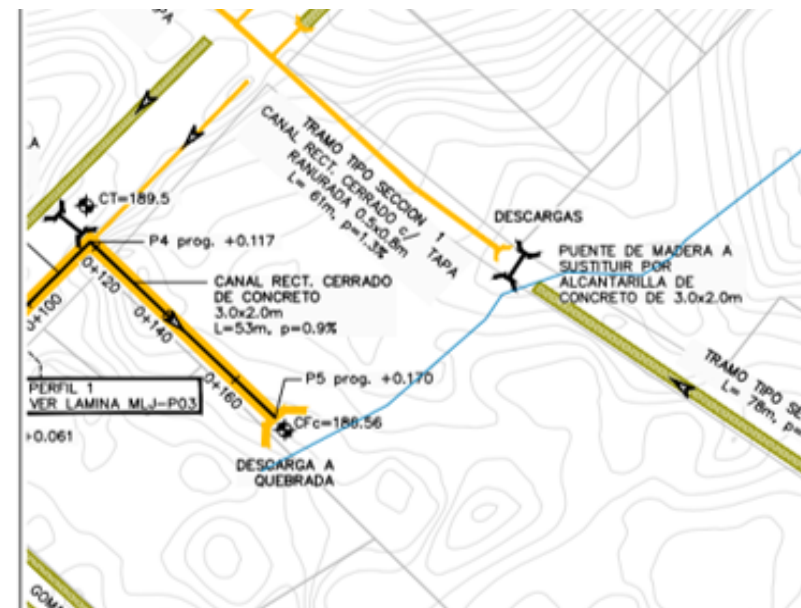 TAPA
A
CT=189.5
TRAMO TIPO SECCION 1
CANAL RECT. CERRADO c/ TAPA
RANURADA 0.5x0.8m
L= 61m, p=1.3%
DESCARGAS
PUENTE DE MADERA A
SUSTITUIR POR
ALCANTARILLA DE
CONCRETO DE 3.0x2.0m
P4 prog. +0.117
CANAL RECT. CERRADO
DE CONCRETO
3.0x2.0m
L=53m, p=0.9%
0+100
0+120
0+140
0+160
TRAMO TIPO SE
L= 78m, p=
P5 prog. +0.170
PERFIL 1
VER LAMINA MLJ-P03
CFc=186.56
+0.061
DESCARGA A
QUEBRADA
GOMA